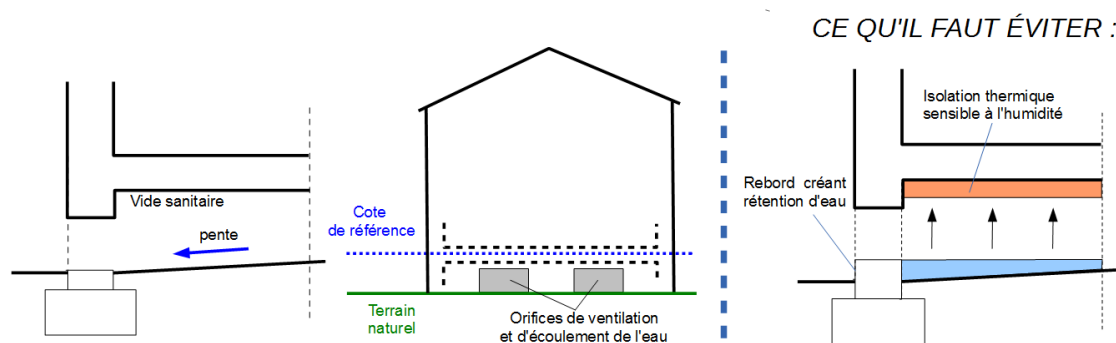 CE QU'IL FAUT ÉVITER :
Vide sanitaire
pente
Cote
de référence
Terrain
naturel
Orifices de ventilation
et d'écoulement de l'eau
Isolation thermique
sensible à l'humidité
Rebord créant
rétention d'eau